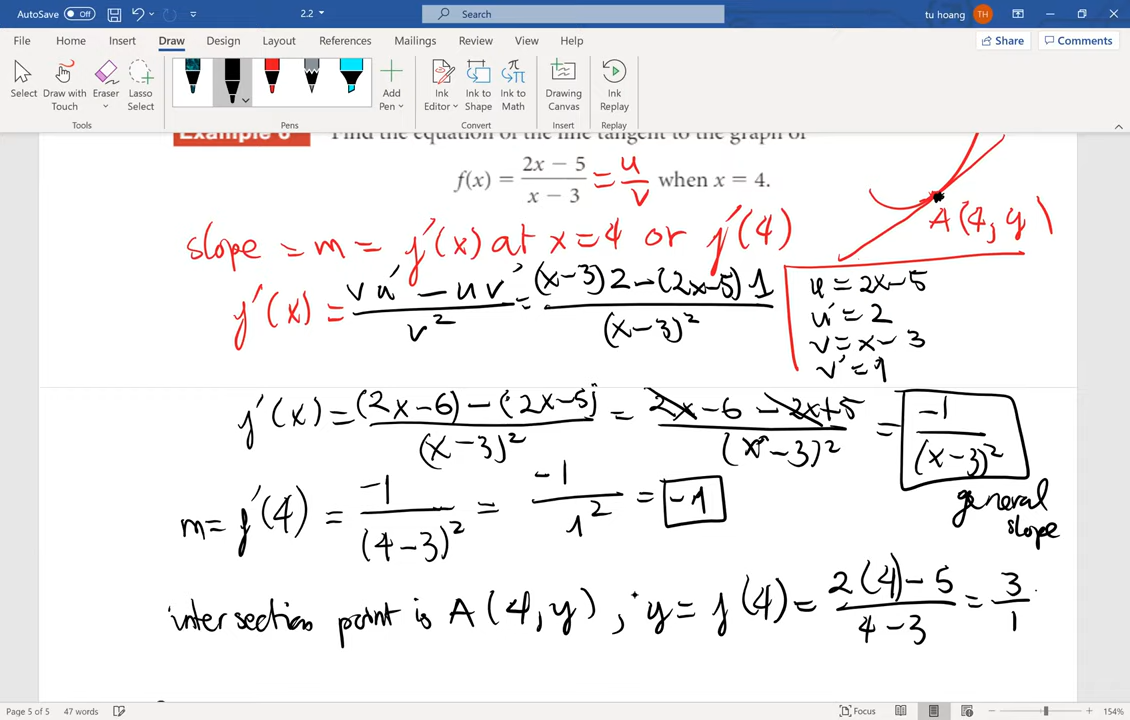 AutoSave Off 2.2 Search tu hoang TH
File Home Insert Draw Design Layout References Mailings Review View Help Share Comments
Select Draw with Touch Eraser Lasso Select Add Pen Ink Editor Ink to Shape Ink to Math Drawing Canvas Ink Replay
Tools Pens Convert Insert Replay
Example 6 Find the equation of the line tangent to the graph of
f(x) = (2x − 5)/(x − 3) = u/v when x = 4.
A(4, y)
slope = m = f'(x) at x=4 or f'(4)
f'(x) = (vu' − uv')/v² = ((x−3)2 − (2x−5)1)/(x−3)²
u = 2x−5
u' = 2
v = x−3
v' = 1
f'(x) = ((2x−6) − (2x−5))/(x−3)² = (2x−6−2x+5)/(x−3)² = −1/(x−3)²
general
slope
m = f'(4) = −1/(4−3)² = −1/1² = −1
intersection point is A(4, y), y = f(4) = (2(4)−5)/(4−3) = 3/1
Page 5 of 5 47 words Focus 154%